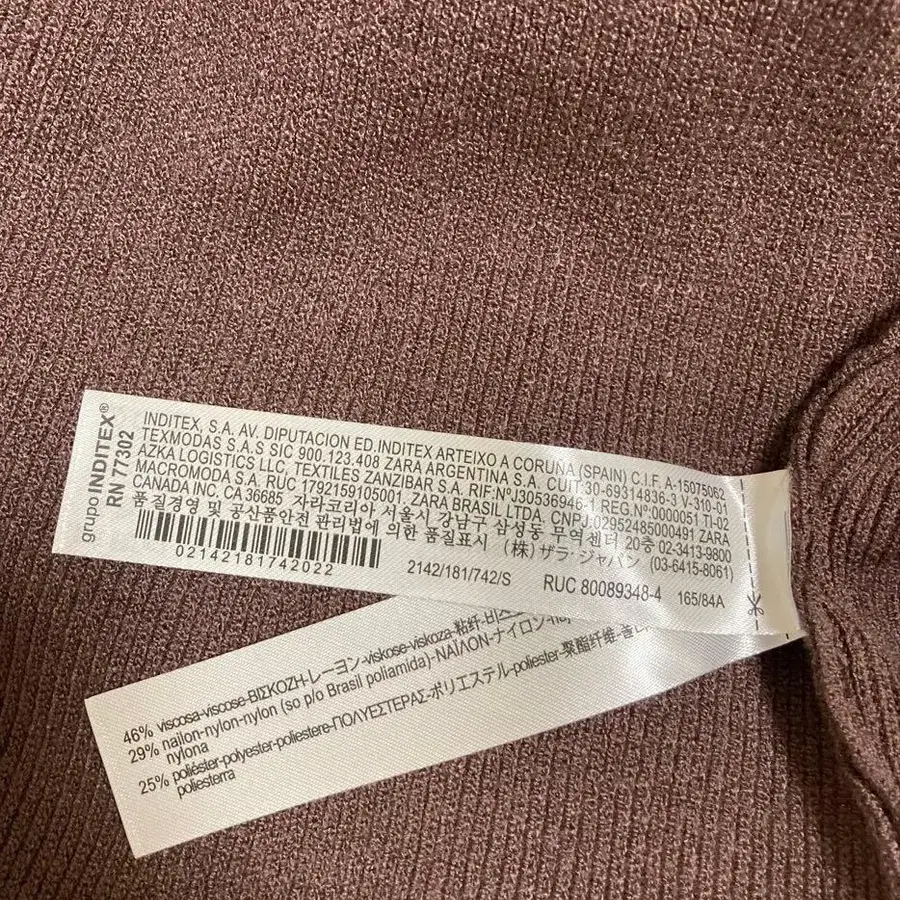 grupo INDITEX®
RN 77302
INDITEX, S.A. AV. DIPUTACION ED.INDITEX ARTEIXO A CORUNA (SPAIN) C.I.F. A-15075062
TEXMODAS S.A.S SIC 900.123.408 ZARA ARGENTINA S.A. CUIT.30-69314836-3 V-310-01
AZKA LOGISTICS LLC, TEXTILES ZANZIBAR S.A. RIF:NºJ30536946-1 REG.Nº:0000051 TI-02
MACROMODA S.A. RUC 1792159105001. ZARA BRASIL LTDA. CNPJ:02952485000491 ZARA
CANADA INC. CA 36685 자라코리아 서울시, 강남구 삼성동 무역센터 20층 02-3413-9800
품질경영 및 공산품안전 관리법에 의한 품질표시 (株) ザラ・ジャパン (03-6415-8061)
02142181742022
2142/181/742/S RUC 80089348-4 165/84A
46% viscosa-viscose-ΒΙΣΚΟΖΗ-レーヨン-viskose-viskoza-粘纤-비스
29% nailon-nylon-nylon (so p/o Brasil poliamida)-ΝΑΪΛΟΝ-ナイロン
nylona
25% poliéster-polyester-poliestere-ΠΟΛΥΕΣΤΕΡΑΣ-ポリエステル-poliester-聚酯纤维-폴리
poliesterra